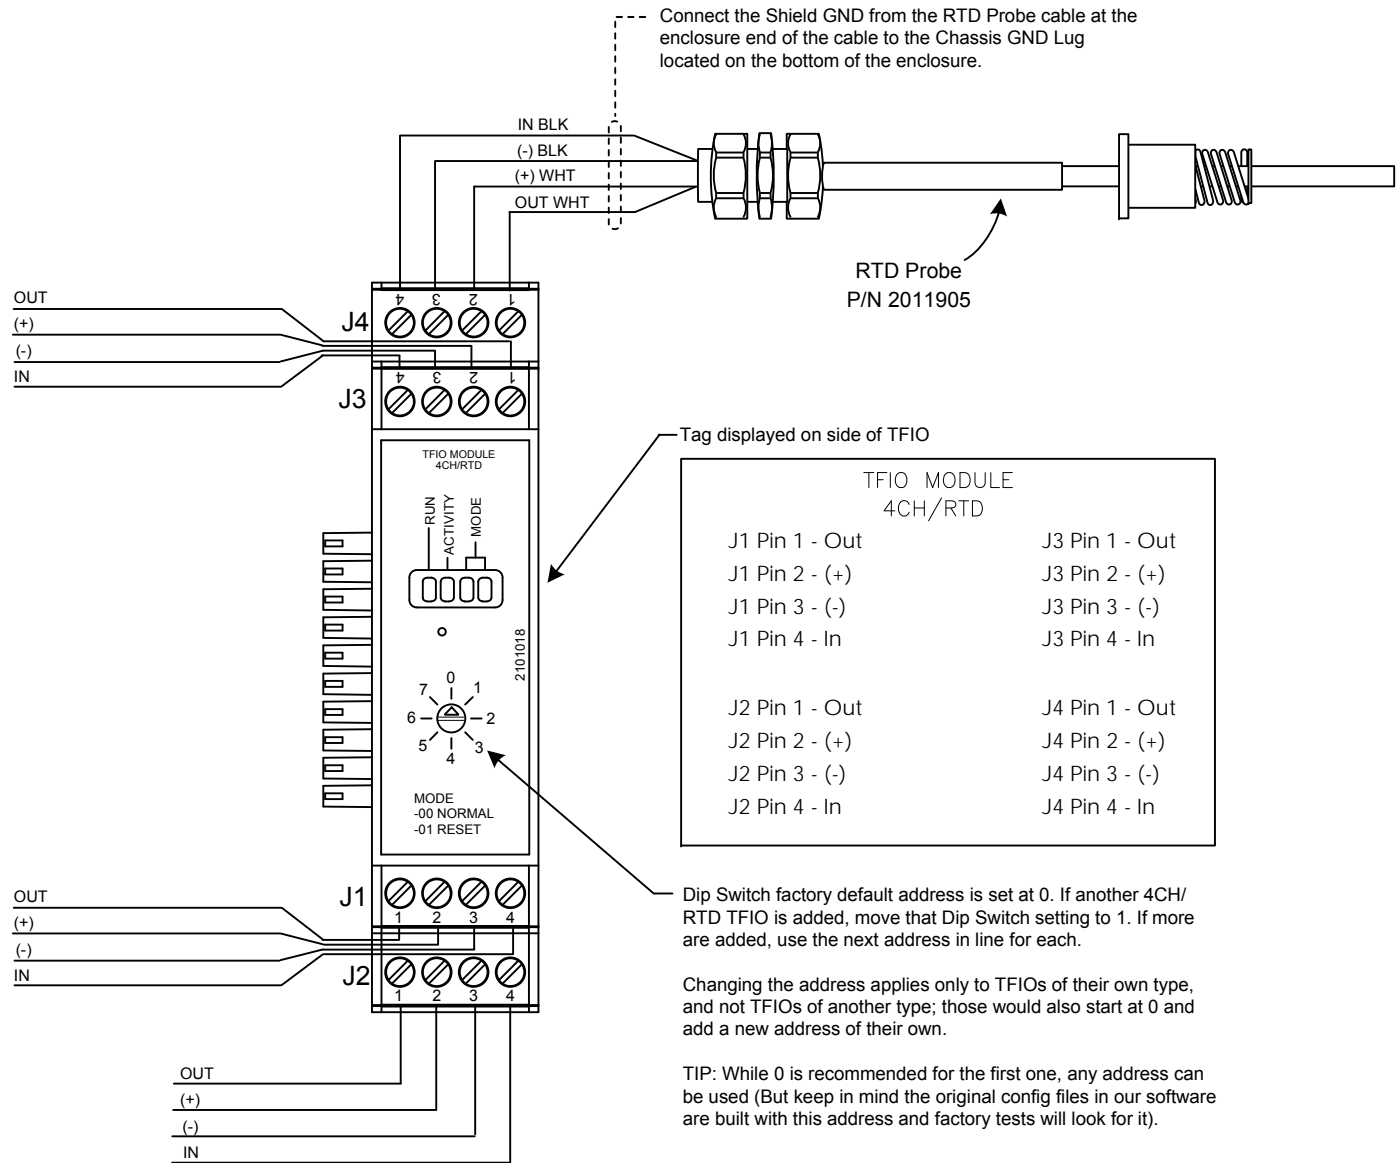 Connect the Shield GND from the RTD Probe cable at the
enclosure end of the cable to the Chassis GND Lug
located on the bottom of the enclosure.
IN BLK
(-) BLK
(+) WHT
OUT WHT
RTD Probe
P/N 2011905
OUT
(+)
(-)
IN
J4
4 3 2 1
J3
4 3 2 1
TFIO MODULE
4CH/RTD
RUN
ACTIVITY
MODE
2101018
0
1
2
3
4
5
6
7
MODE
-00 NORMAL
-01 RESET
Tag displayed on side of TFIO
TFIO MODULE
4CH/RTD
J1 Pin 1 - Out
J1 Pin 2 - (+)
J1 Pin 3 - (-)
J1 Pin 4 - In
J3 Pin 1 - Out
J3 Pin 2 - (+)
J3 Pin 3 - (-)
J3 Pin 4 - In
J2 Pin 1 - Out
J2 Pin 2 - (+)
J2 Pin 3 - (-)
J2 Pin 4 - In
J4 Pin 1 - Out
J4 Pin 2 - (+)
J4 Pin 3 - (-)
J4 Pin 4 - In
OUT
(+)
(-)
IN
J1
1 2 3 4
J2
1 2 3 4
OUT
(+)
(-)
IN
Dip Switch factory default address is set at 0. If another 4CH/
RTD TFIO is added, move that Dip Switch setting to 1. If more
are added, use the next address in line for each.
Changing the address applies only to TFIOs of their own type,
and not TFIOs of another type; those would also start at 0 and
add a new address of their own.
TIP: While 0 is recommended for the first one, any address can
be used (But keep in mind the original config files in our software
are built with this address and factory tests will look for it).